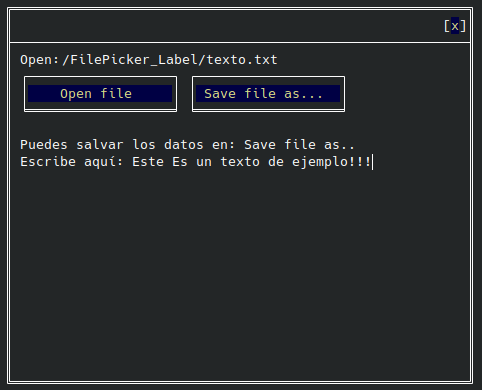 [x]
Open:/FilePicker_Label/texto.txt
Open file
Save file as...
Puedes salvar los datos en: Save file as..
Escribe aquí: Este Es un texto de ejemplo!!!